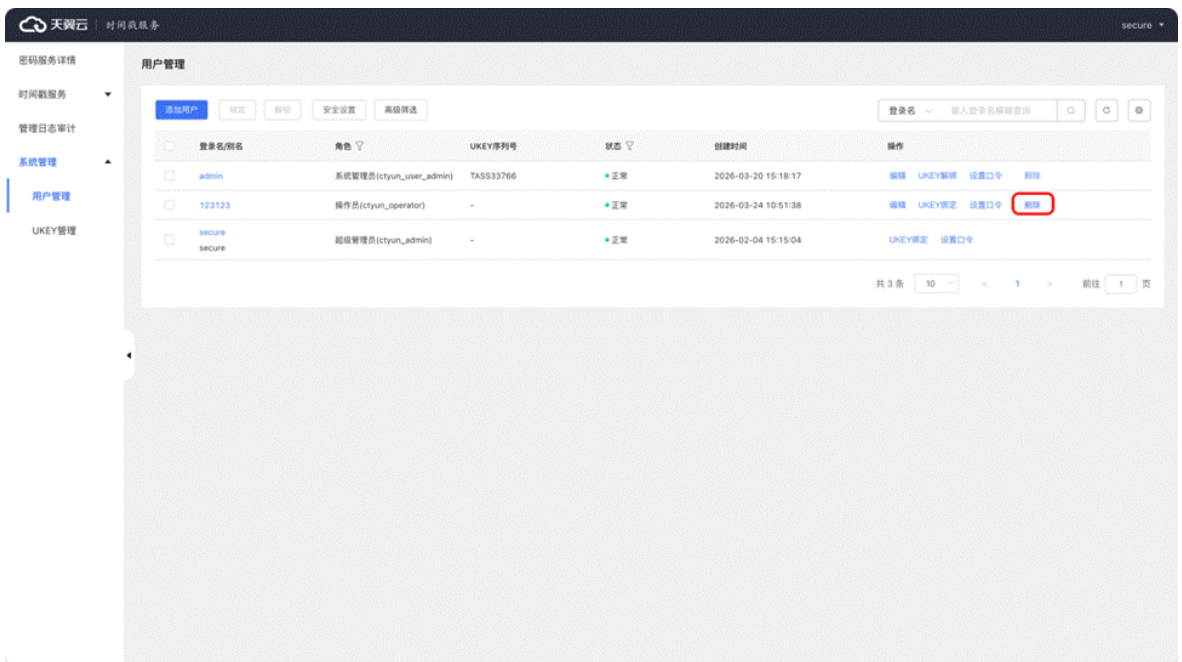 天翼云 | 时间戳服务 secure
密码服务详情
时间戳服务
管理日志审计
系统管理
用户管理
UKEY管理
用户管理
添加用户 锁定 解锁 安全设置 高级筛选 登录名 输入登录名模糊查询
登录名/别名 角色 UKEY序列号 状态 创建时间 操作
admin 系统管理员(ctyun_user_admin) TASS33766 正常 2026-03-20 15:18:17 编辑 UKEY解绑 设置口令 删除
123123 操作员(ctyun_operator) - 正常 2026-03-24 10:51:38 编辑 UKEY绑定 设置口令 删除
secure
secure 超级管理员(ctyun_admin) - 正常 2026-02-04 15:15:04 UKEY绑定 设置口令
共 3 条 10 < 1 > 前往 1 页